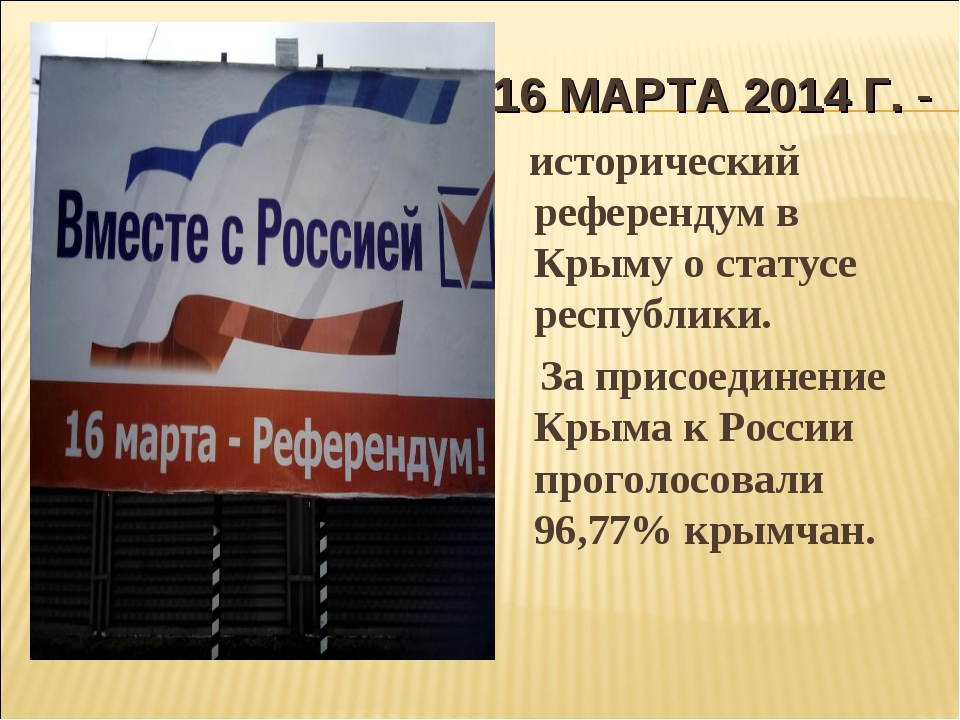 16 МАРТА 2014 Г. -
исторический
референдум в
Крыму о статусе
республики.
За присоединение
Крыма к России
проголосовали
96,77% крымчан.
Вместе с Россией
16 марта - Референдум!